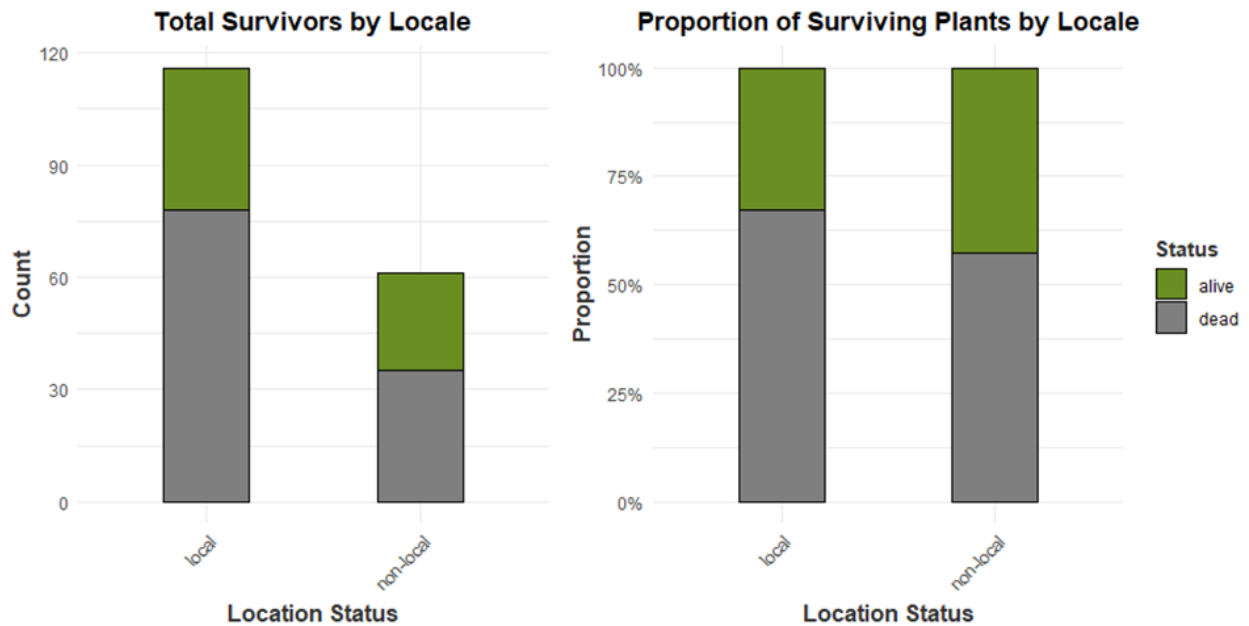 Total Survivors by Locale
120
90
60
30
0
Count
local
non-local
Location Status
Proportion of Surviving Plants by Locale
100%
75%
50%
25%
0%
Proportion
local
non-local
Location Status
Status
alive
dead